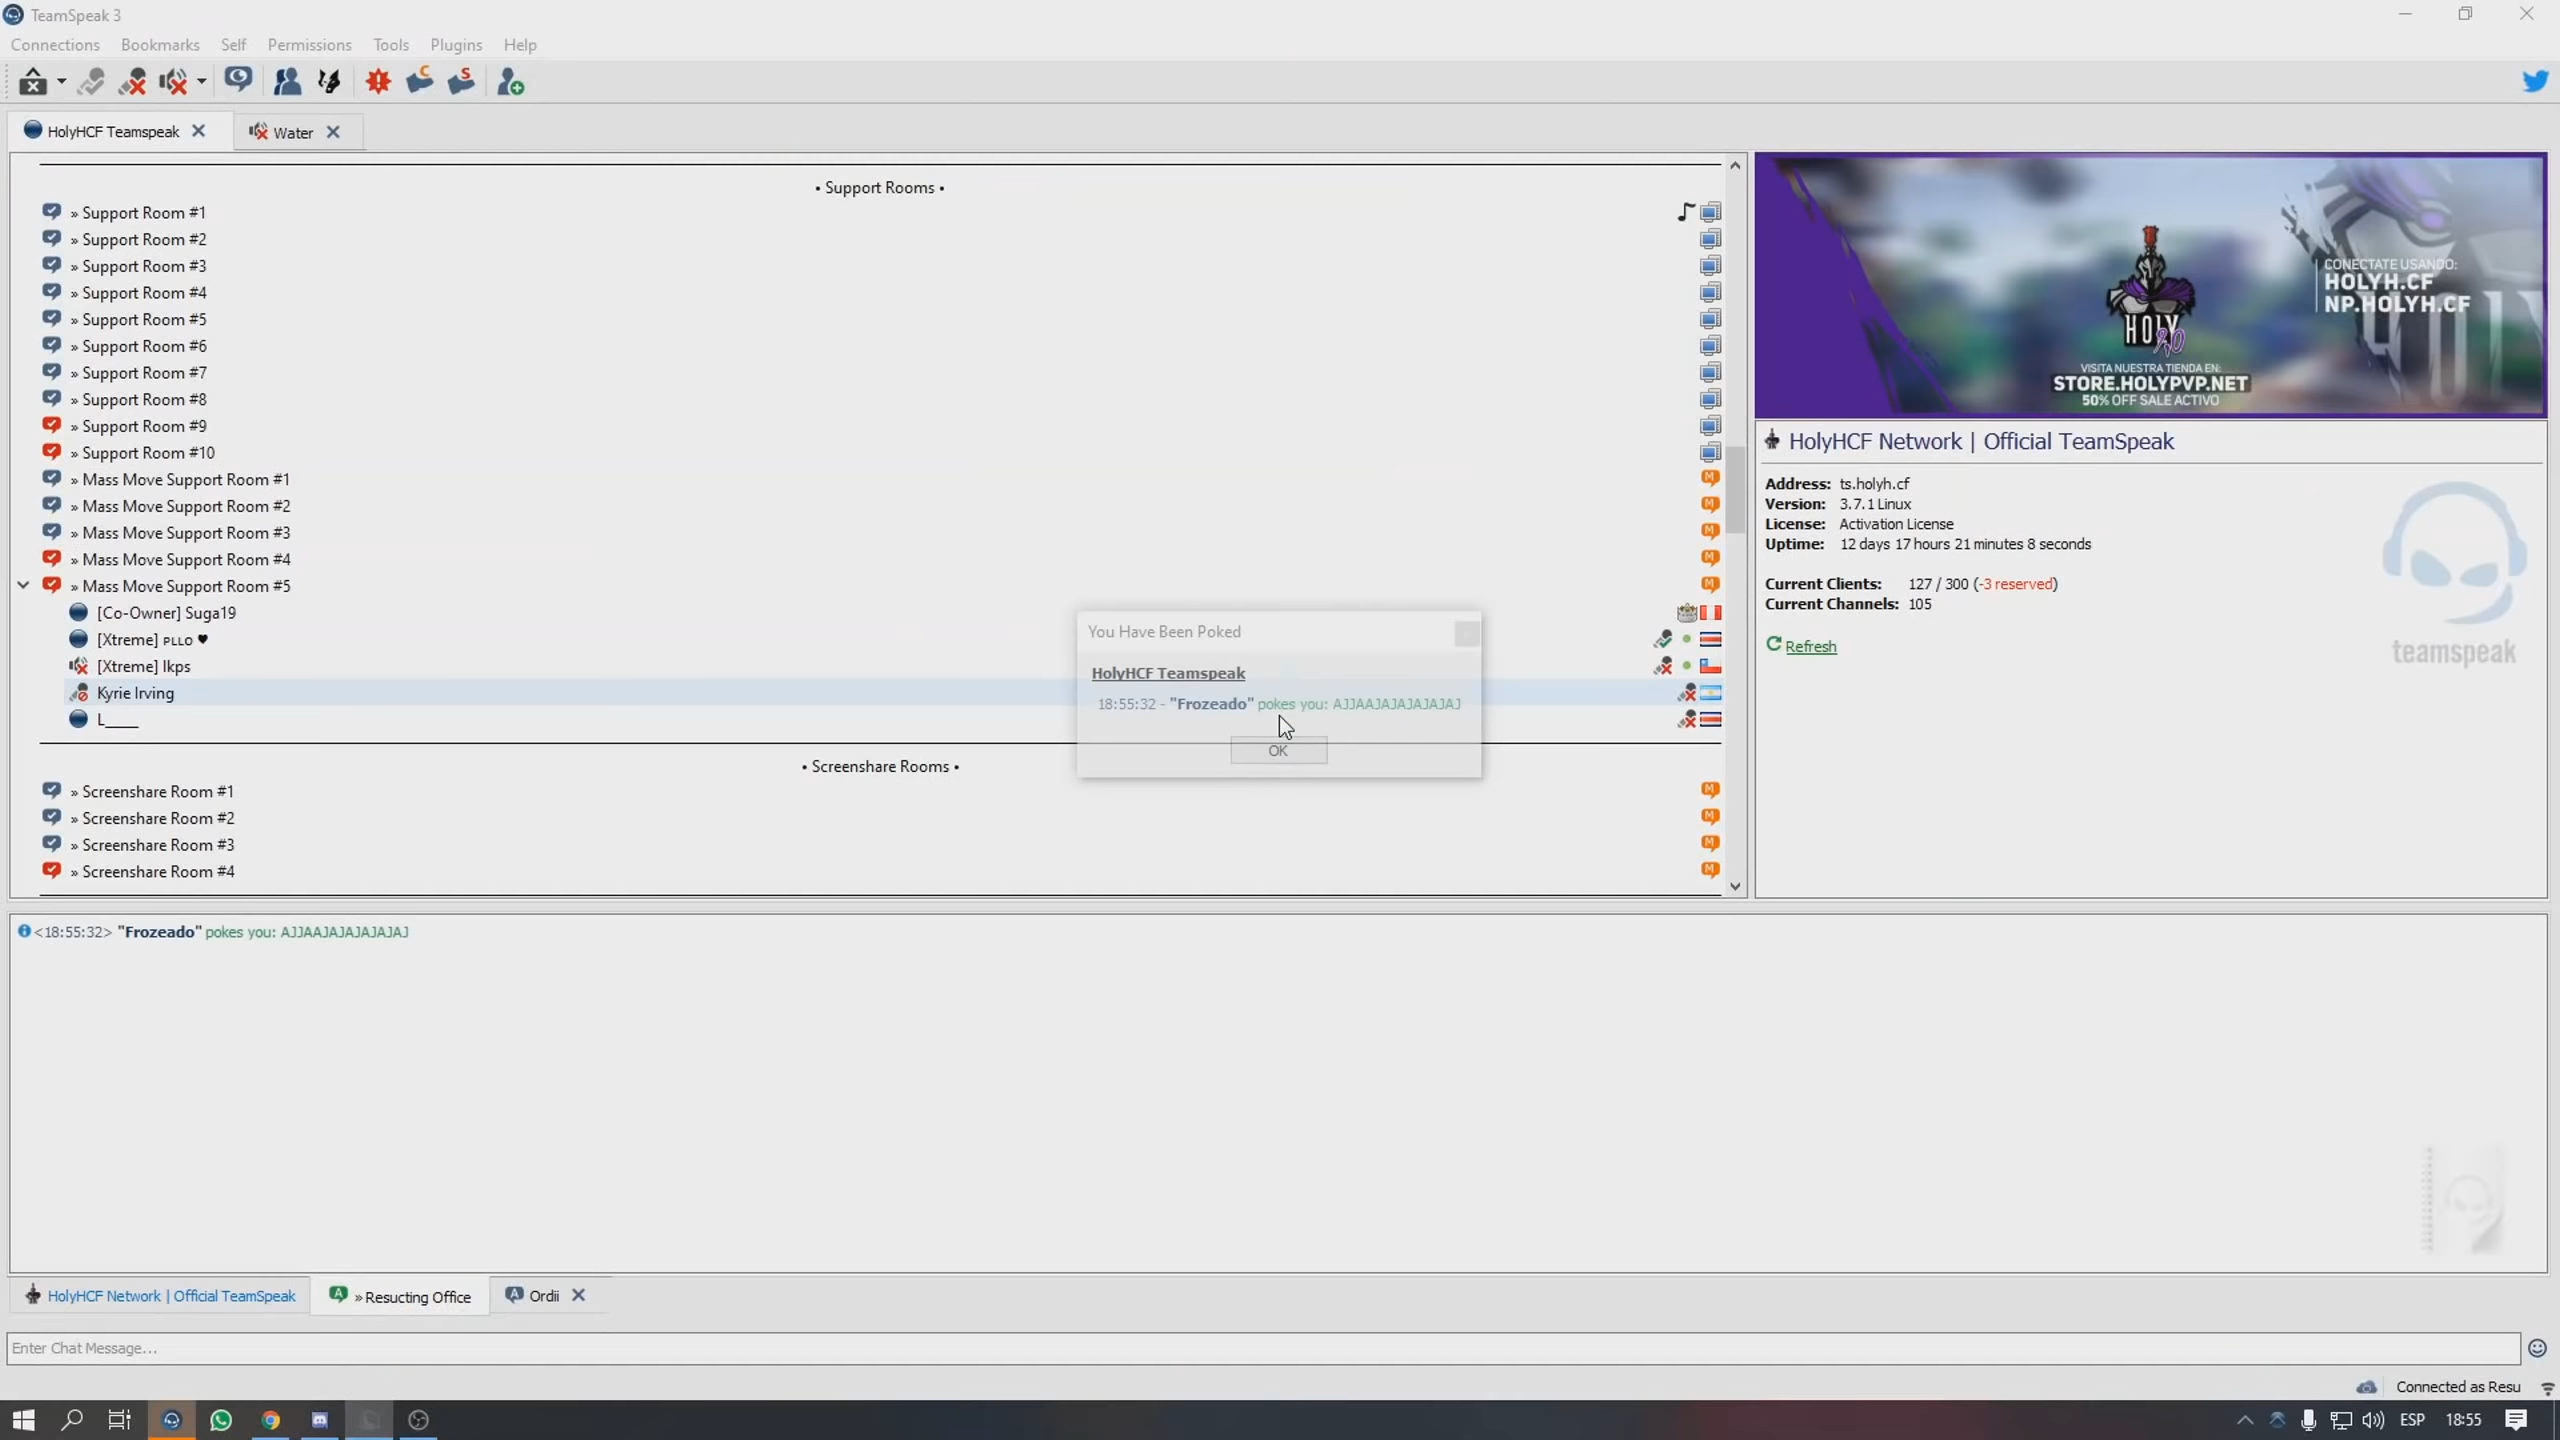 TeamSpeak 3
Connections Bookmarks Self Permissions Tools Plugins Help
HolyHCF Teamspeak
Water
• Support Rooms •
» Support Room #1
» Support Room #2
» Support Room #3
» Support Room #4
» Support Room #5
» Support Room #6
» Support Room #7
» Support Room #8
» Support Room #9
» Support Room #10
» Mass Move Support Room #1
» Mass Move Support Room #2
» Mass Move Support Room #3
» Mass Move Support Room #4
» Mass Move Support Room #5
[Co-Owner] Suga19
[Xtreme] ᴘʟʟᴏ ♥
[Xtreme] lkps
Kyrie Irving
L____
• Screenshare Rooms •
» Screenshare Room #1
» Screenshare Room #2
» Screenshare Room #3
» Screenshare Room #4
You Have Been Poked
HolyHCF Teamspeak
18:55:32 - "Frozeado" pokes you: AJJAAJAJAJAJAJAJ
OK
CONECTATE USANDO:
HOLYH.CF
NP.HOLYH.CF
HOLY
VISITA NUESTRA TIENDA EN:
STORE.HOLYPVP.NET
50% OFF SALE ACTIVO
HolyHCF Network | Official TeamSpeak
Address: ts.holyh.cf
Version: 3.7.1 Linux
License: Activation License
Uptime: 12 days 17 hours 21 minutes 8 seconds
Current Clients: 127 / 300 (-3 reserved)
Current Channels: 105
Refresh
teamspeak
<18:55:32> "Frozeado" pokes you: AJJAAJAJAJAJAJAJ
HolyHCF Network | Official TeamSpeak
» Resucting Office
Ordii
Enter Chat Message...
Connected as Resu
ESP
18:55